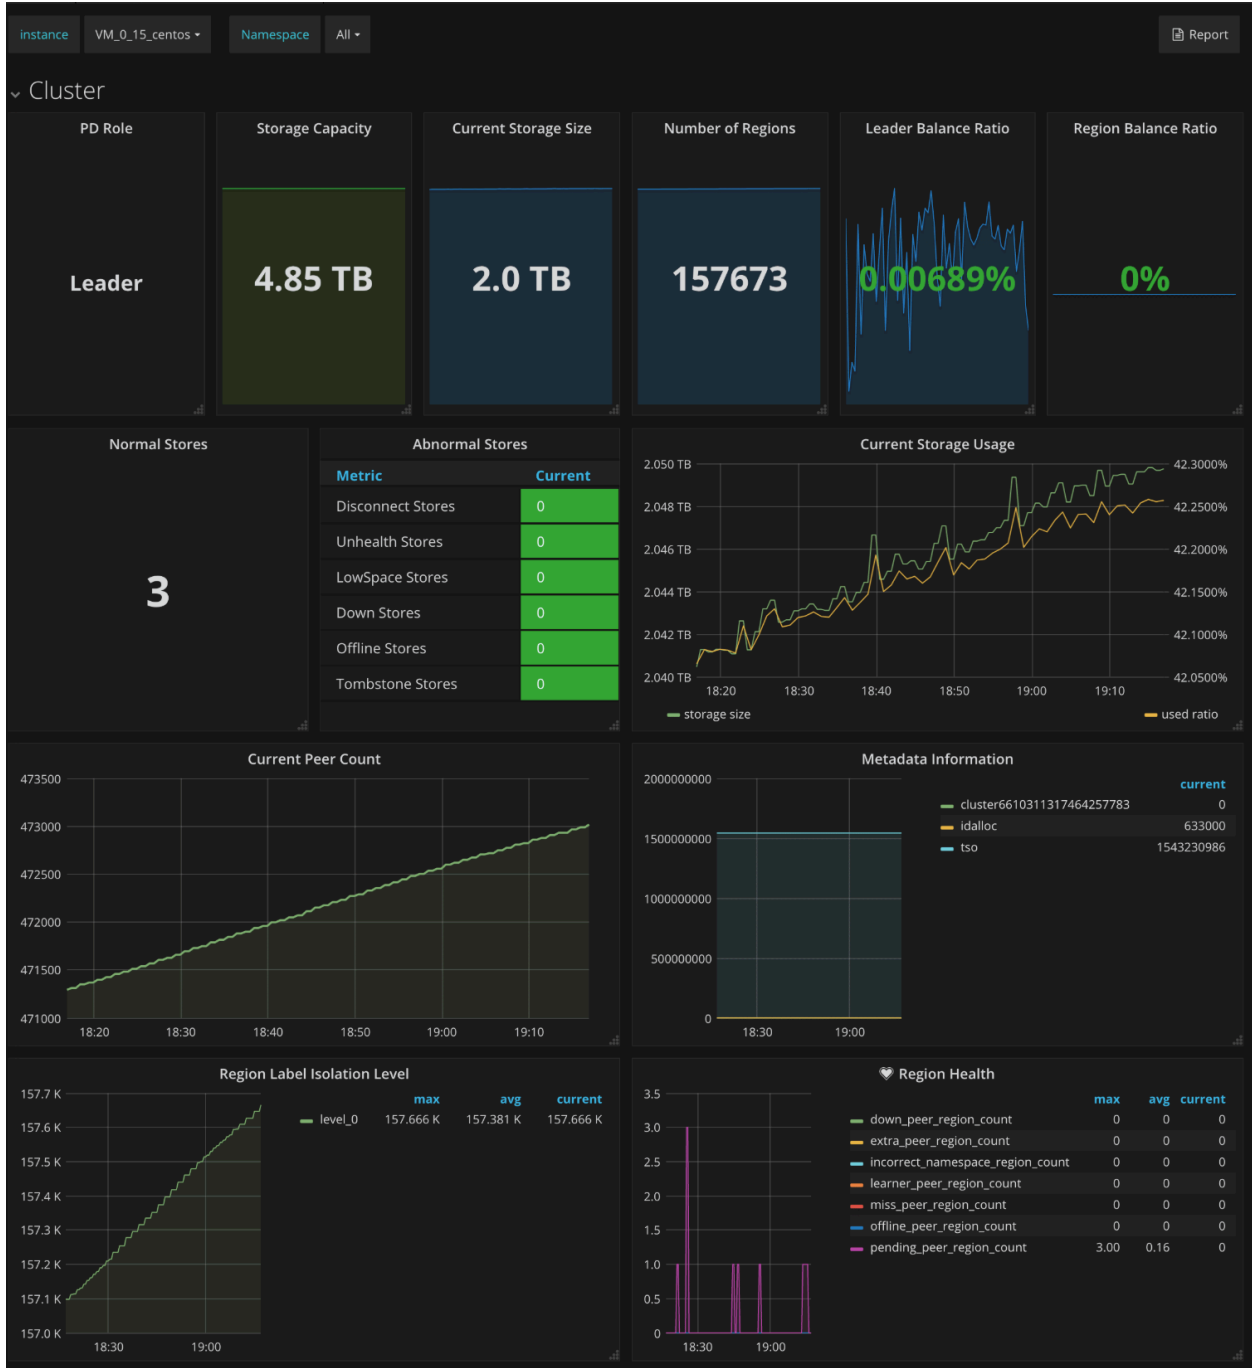 instance VM_0_15_centos Namespace All Report
Cluster
PD Role
Leader
Storage Capacity
4.85 TB
Current Storage Size
2.0 TB
Number of Regions
157673
Leader Balance Ratio
0.00689%
Region Balance Ratio
0%
Normal Stores
3
Abnormal Stores
Metric Current
Disconnect Stores 0
Unhealth Stores 0
LowSpace Stores 0
Down Stores 0
Offline Stores 0
Tombstone Stores 0
Current Storage Usage
2.050 TB 42.3000%
2.048 TB 42.2500%
2.046 TB 42.2000%
2.044 TB 42.1500%
2.042 TB 42.1000%
2.040 TB 42.0500%
18:20 18:30 18:40 18:50 19:00 19:10
storage size used ratio
Current Peer Count
473500
473000
472500
472000
471500
471000
18:20 18:30 18:40 18:50 19:00 19:10
Metadata Information
2000000000
1500000000
1000000000
500000000
0
18:30 19:00
current
cluster6610311317464257783 0
idalloc 633000
tso 1543230986
Region Label Isolation Level
157.7 K
157.6 K
157.5 K
157.4 K
157.3 K
157.2 K
157.1 K
157.0 K
18:30 19:00
max avg current
level_0 157.666 K 157.381 K 157.666 K
Region Health
3.5
3.0
2.5
2.0
1.5
1.0
0.5
0
18:30 19:00
max avg current
down_peer_region_count 0 0 0
extra_peer_region_count 0 0 0
incorrect_namespace_region_count 0 0 0
learner_peer_region_count 0 0 0
miss_peer_region_count 0 0 0
offline_peer_region_count 0 0 0
pending_peer_region_count 3.00 0.16 0